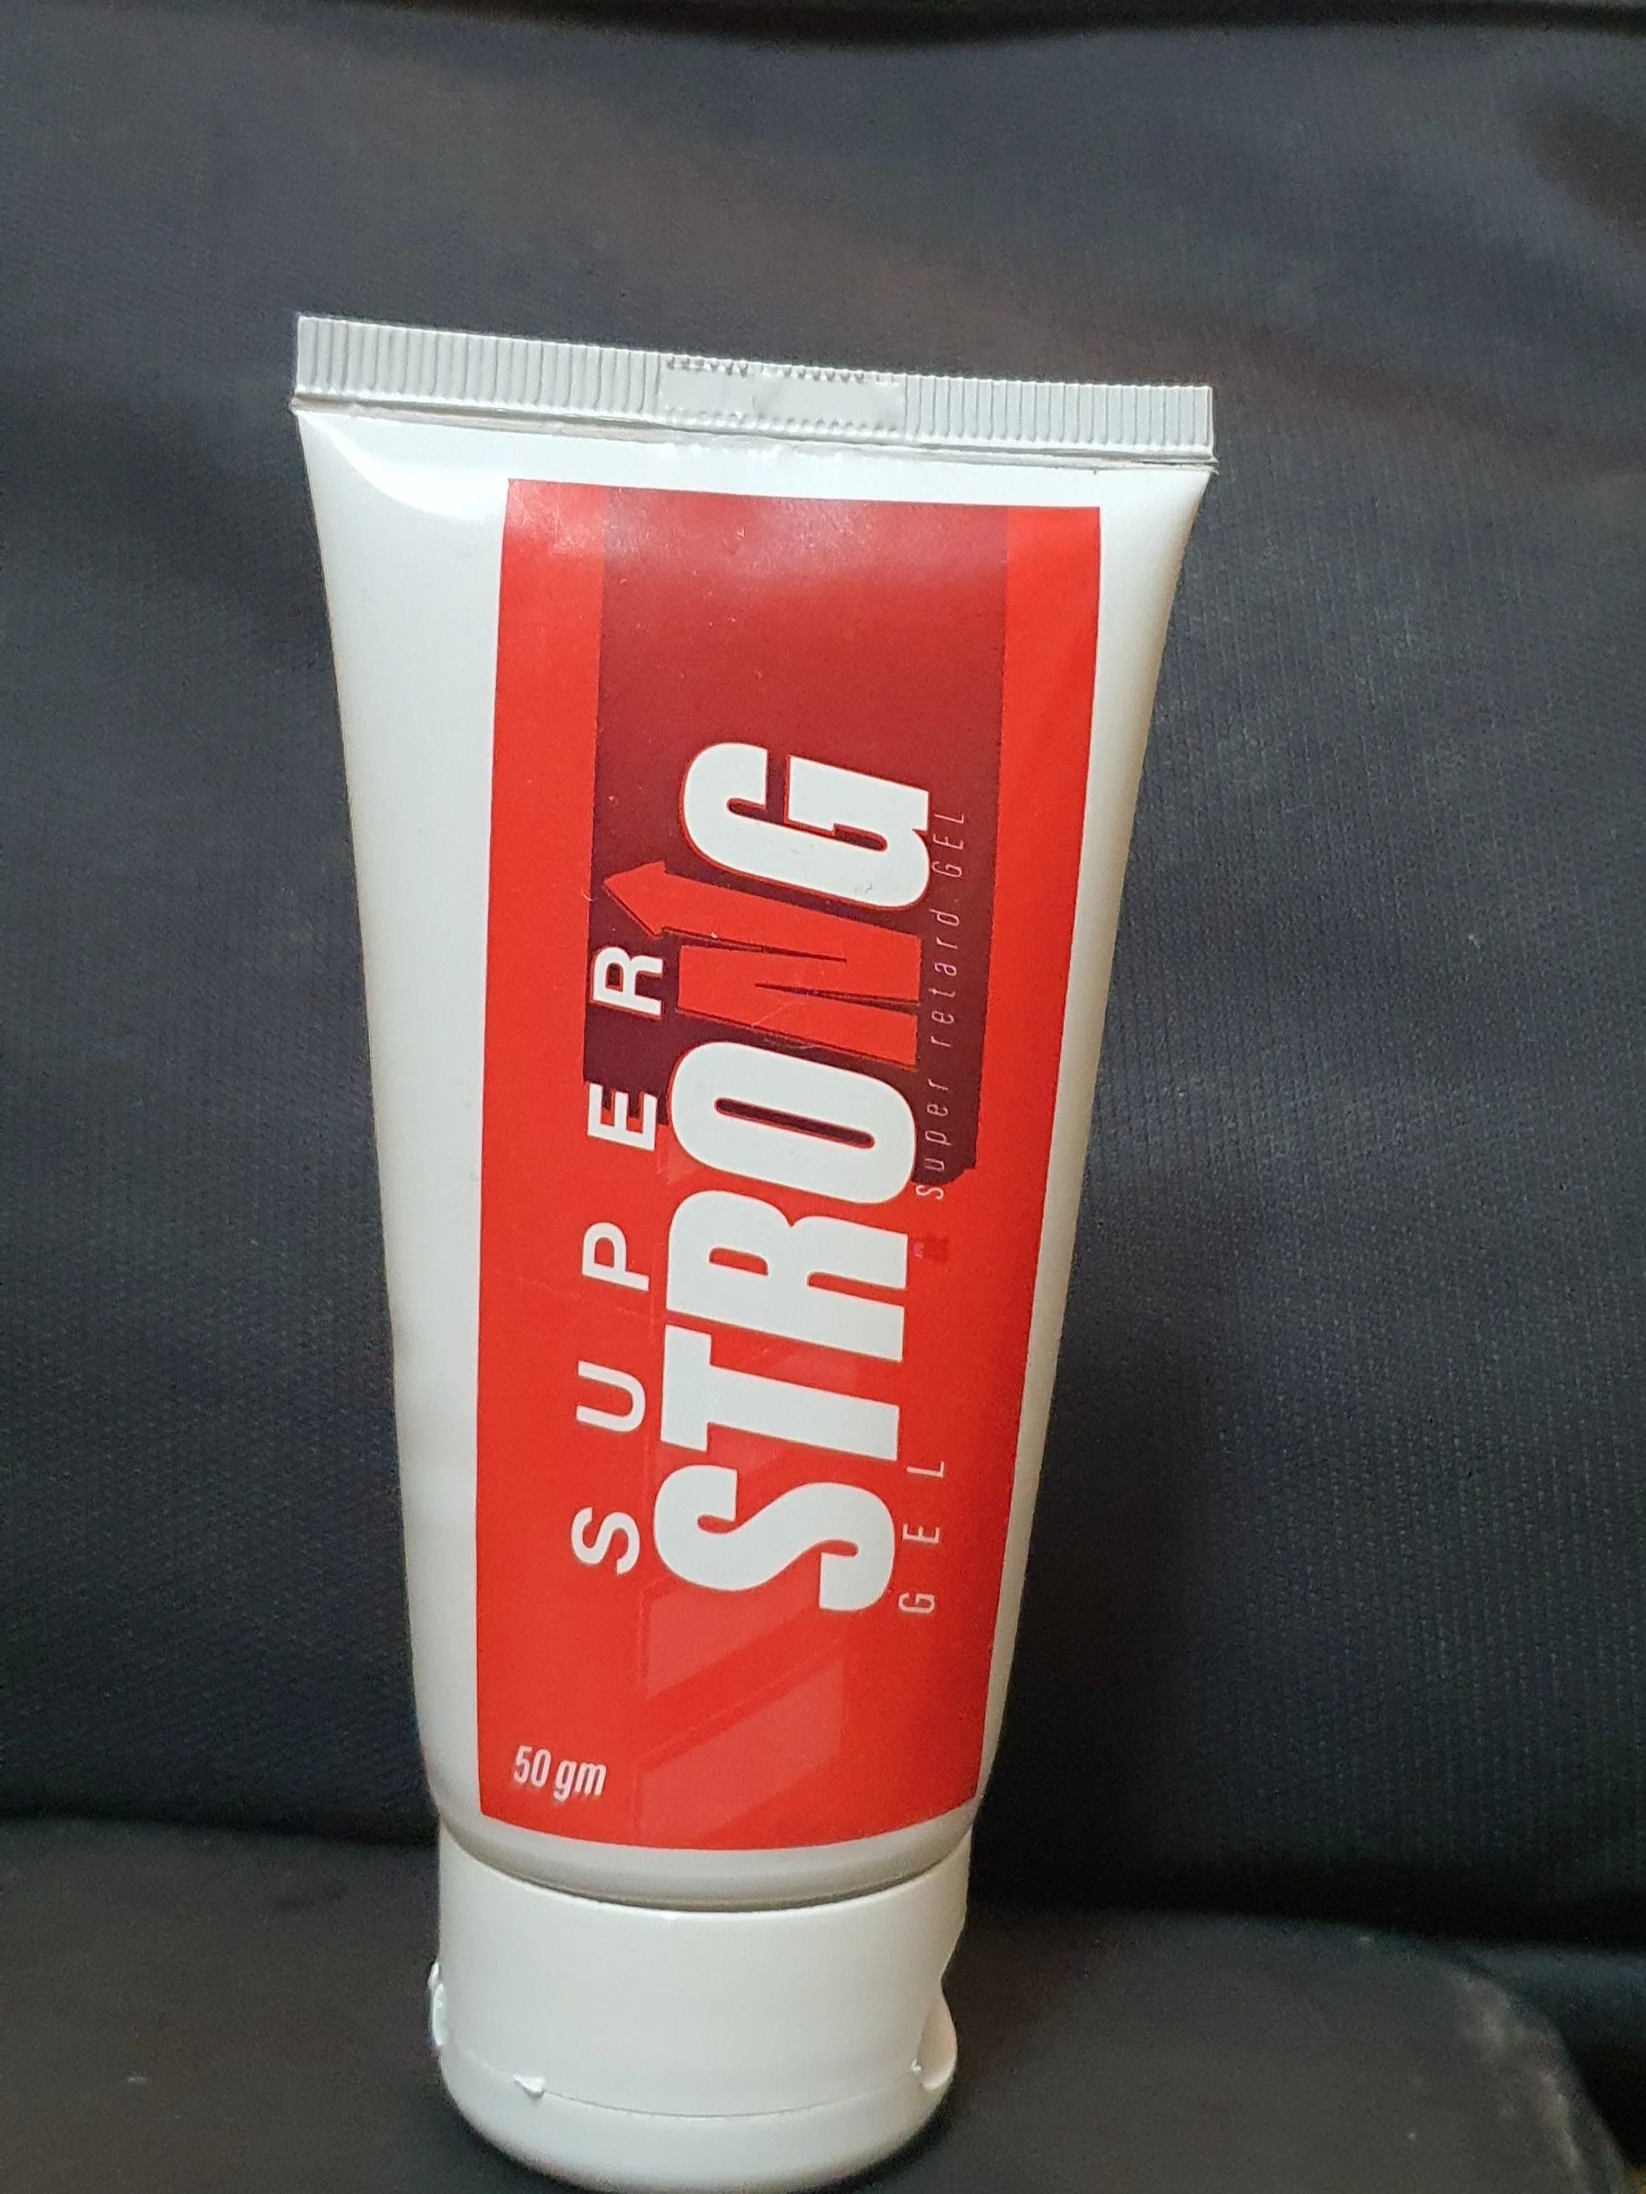 SUPER
STRONG
GEL
super retard GEL
50 gm